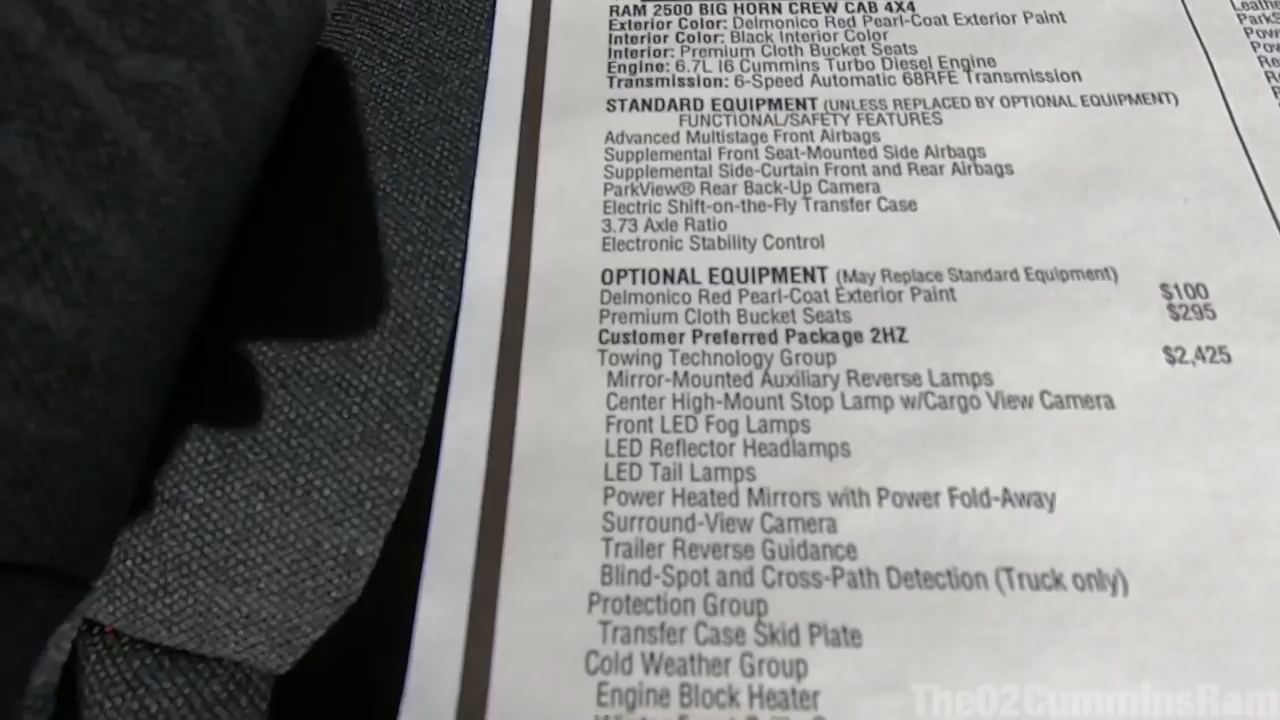 RAM 2500 BIG HORN CREW CAB 4X4
Exterior Color: Delmonico Red Pearl-Coat Exterior Paint
Interior Color: Black Interior Color
Interior: Premium Cloth Bucket Seats
Engine: 6.7L I6 Cummins Turbo Diesel Engine
Transmission: 6-Speed Automatic 68RFE Transmission
STANDARD EQUIPMENT (UNLESS REPLACED BY OPTIONAL EQUIPMENT)
FUNCTIONAL/SAFETY FEATURES
Advanced Multistage Front Airbags
Supplemental Front Seat-Mounted Side Airbags
Supplemental Side-Curtain Front and Rear Airbags
ParkView® Rear Back-Up Camera
Electric Shift-on-the-Fly Transfer Case
3.73 Axle Ratio
Electronic Stability Control
OPTIONAL EQUIPMENT (May Replace Standard Equipment)
Delmonico Red Pearl-Coat Exterior Paint $100
Premium Cloth Bucket Seats $295
Customer Preferred Package 2HZ
Towing Technology Group $2,425
Mirror-Mounted Auxiliary Reverse Lamps
Center High-Mount Stop Lamp w/Cargo View Camera
Front LED Fog Lamps
LED Reflector Headlamps
LED Tail Lamps
Power Heated Mirrors with Power Fold-Away
Surround-View Camera
Trailer Reverse Guidance
Blind-Spot and Cross-Path Detection (Truck only)
Protection Group
Transfer Case Skid Plate
Cold Weather Group
Engine Block Heater
The02CumminsRam